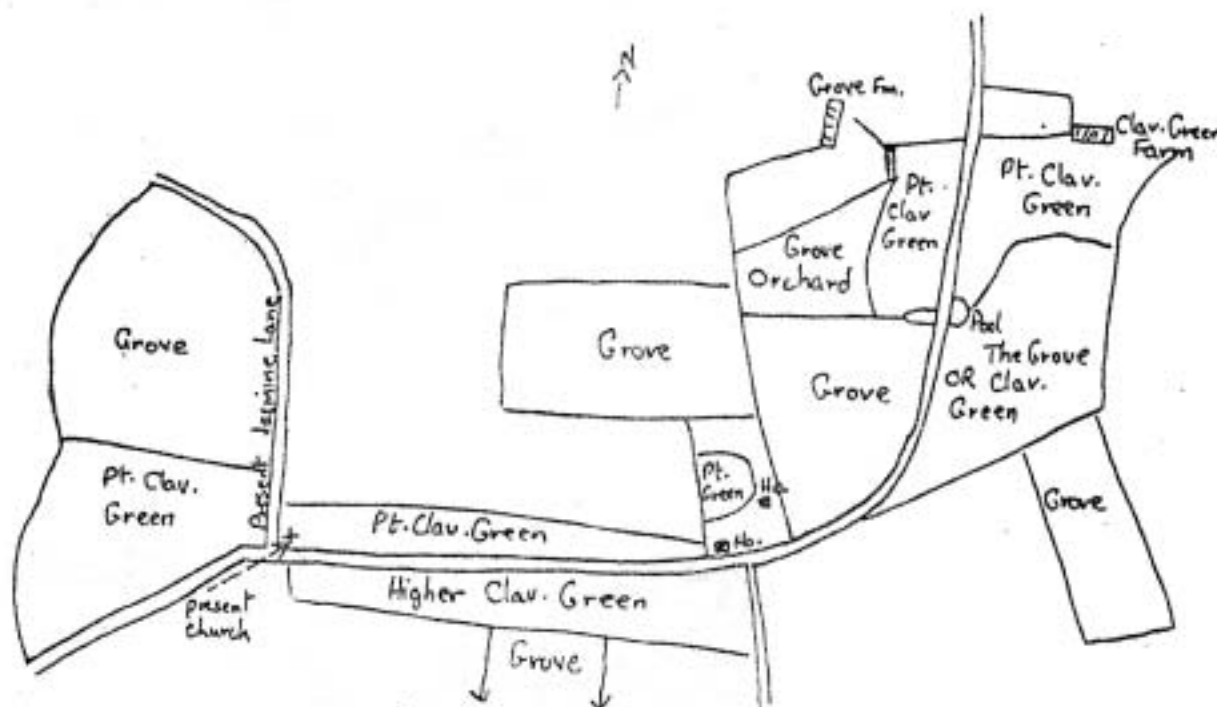 N
Grove Fm.
Clav. Green
Farm
Pt.
Clav
Green
Pt. Clav.
Green
Grove
Orchard
Grove
Present Jasmine Lane
Grove
Grove
Pool
The Grove
OR Clav.
Green
Pt. Clav.
Green
Pt.
Green
Ho.
Grove
Pt. Clav. Green
Ho.
Higher Clav. Green
present
church
Grove